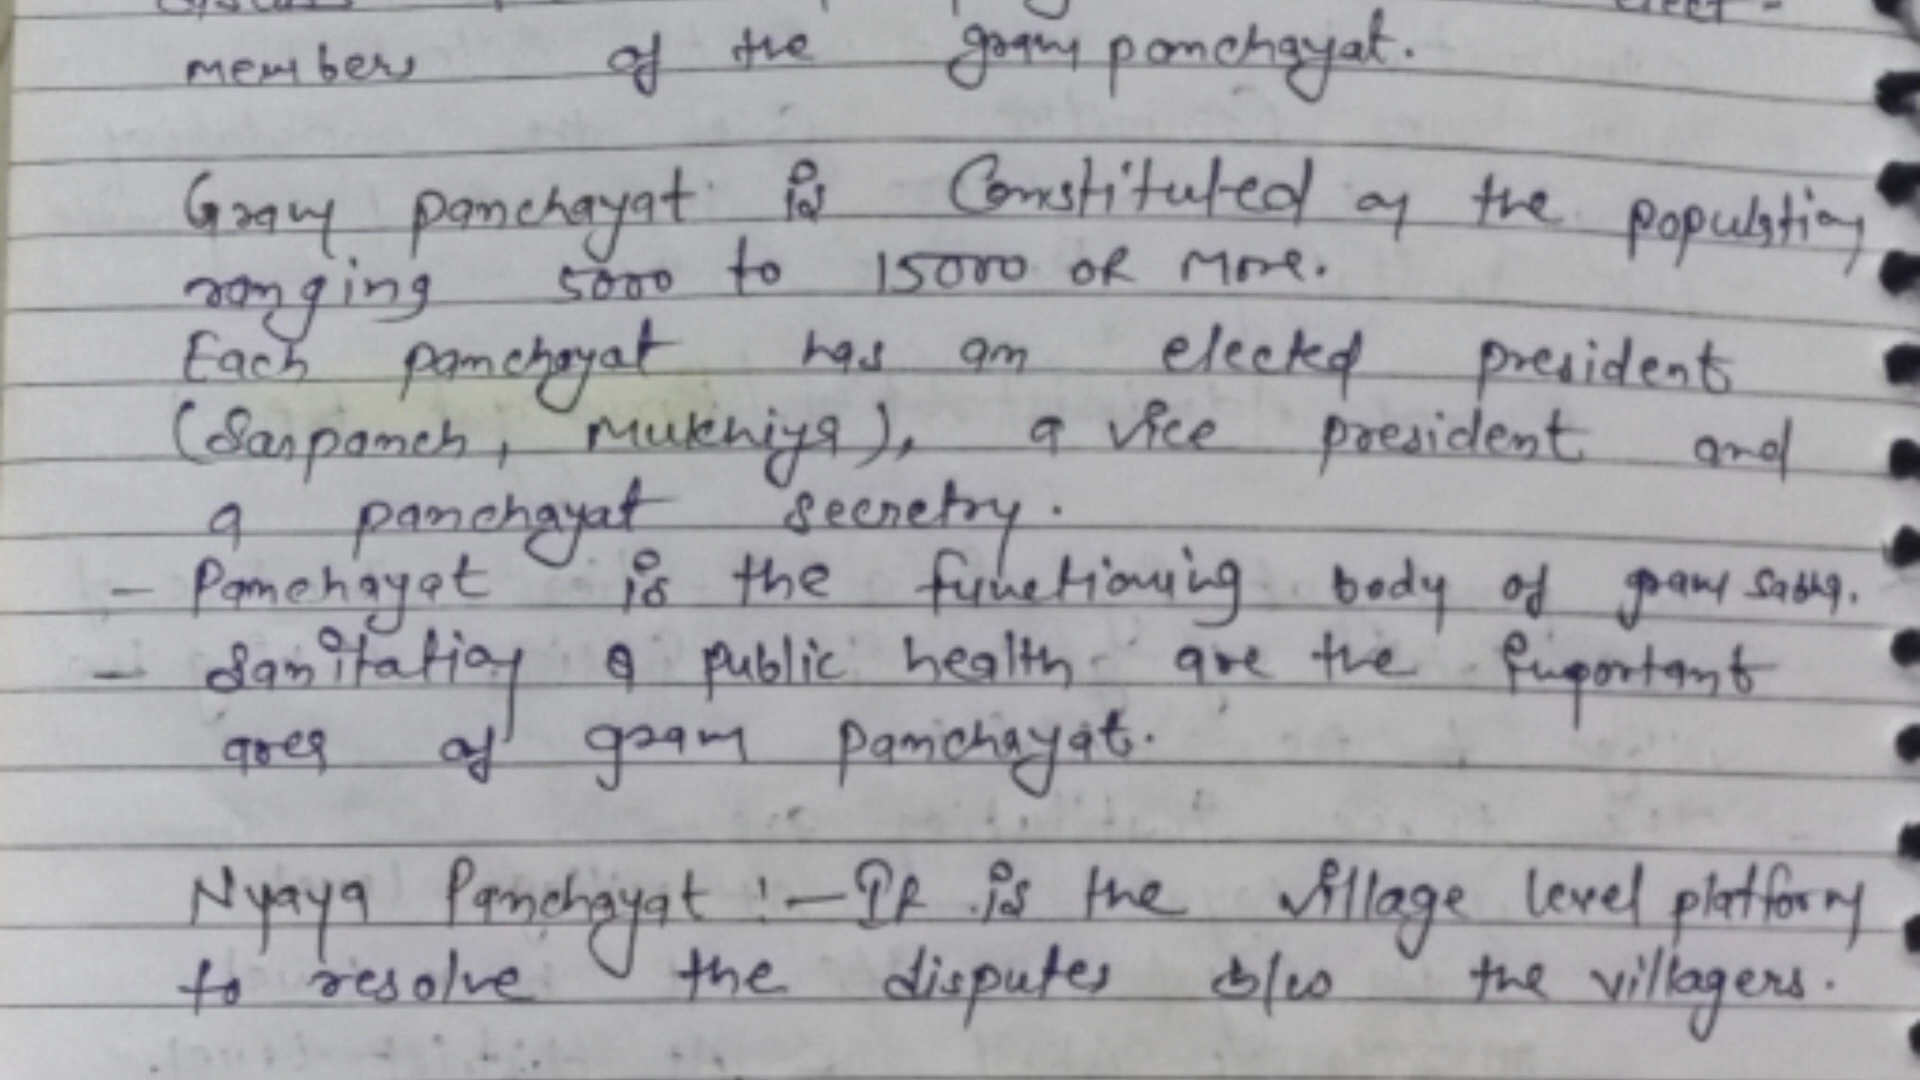 members of the gram panchayat.
Gram panchayat is Constituted of the population
ranging 5000 to 15000 OR More.
Each panchayat has an elected president
(Sarpanch, Mukhiya), a vice president and
a panchayat secretry.
- Panchayat is the functioning body of gram sabha.
- Sanitation & public health are the important
area of gram panchayat.
Nyaya Panchayat :- It is the village level platform
to resolve the disputes b/w the villagers.